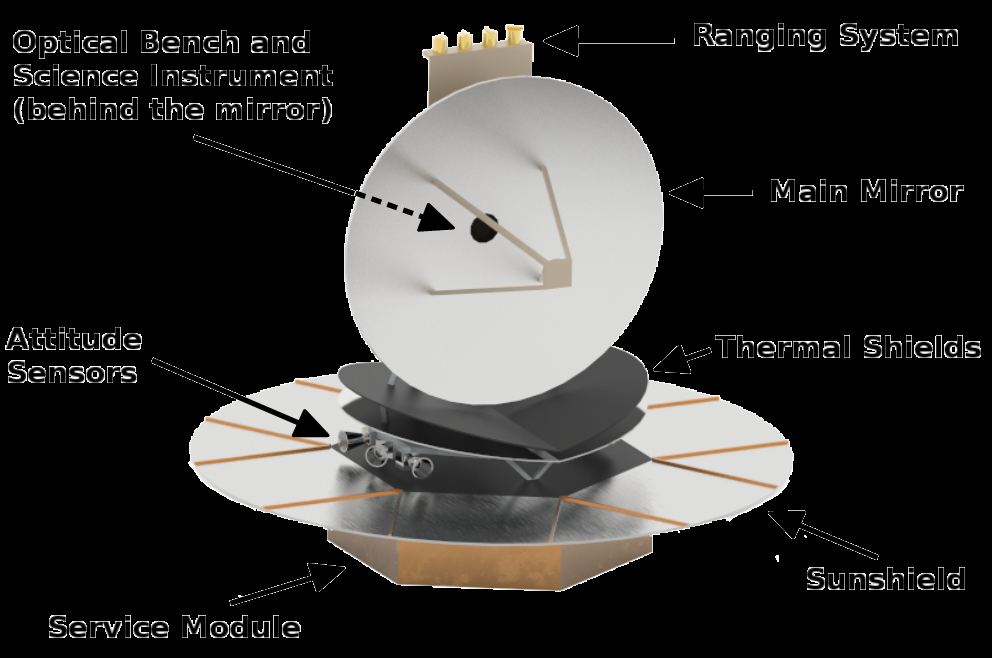 Optical Bench and
Science Instrument
(behind the mirror)
Ranging System
Main Mirror
Attitude
Sensors
Thermal Shields
Sunshield
Service Module